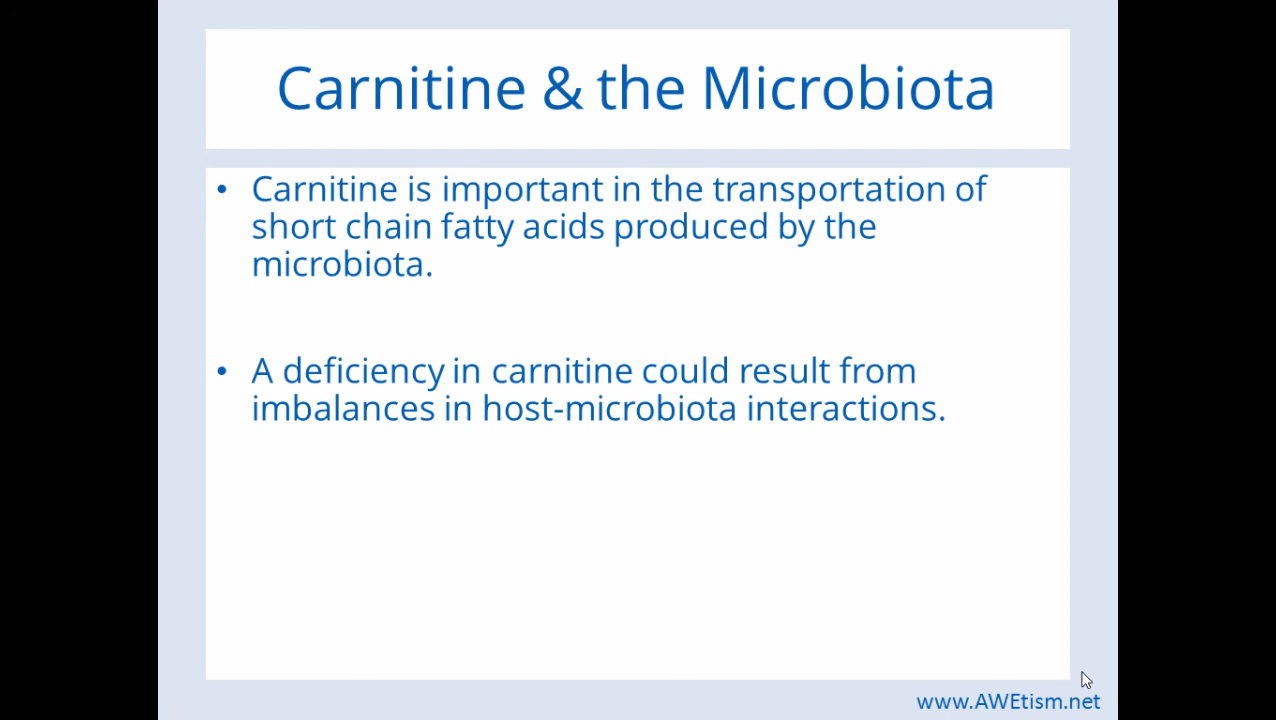 Carnitine & the Microbiota
• Carnitine is important in the transportation of
short chain fatty acids produced by the
microbiota.
• A deficiency in carnitine could result from
imbalances in host-microbiota interactions.
www.AWEtism.net